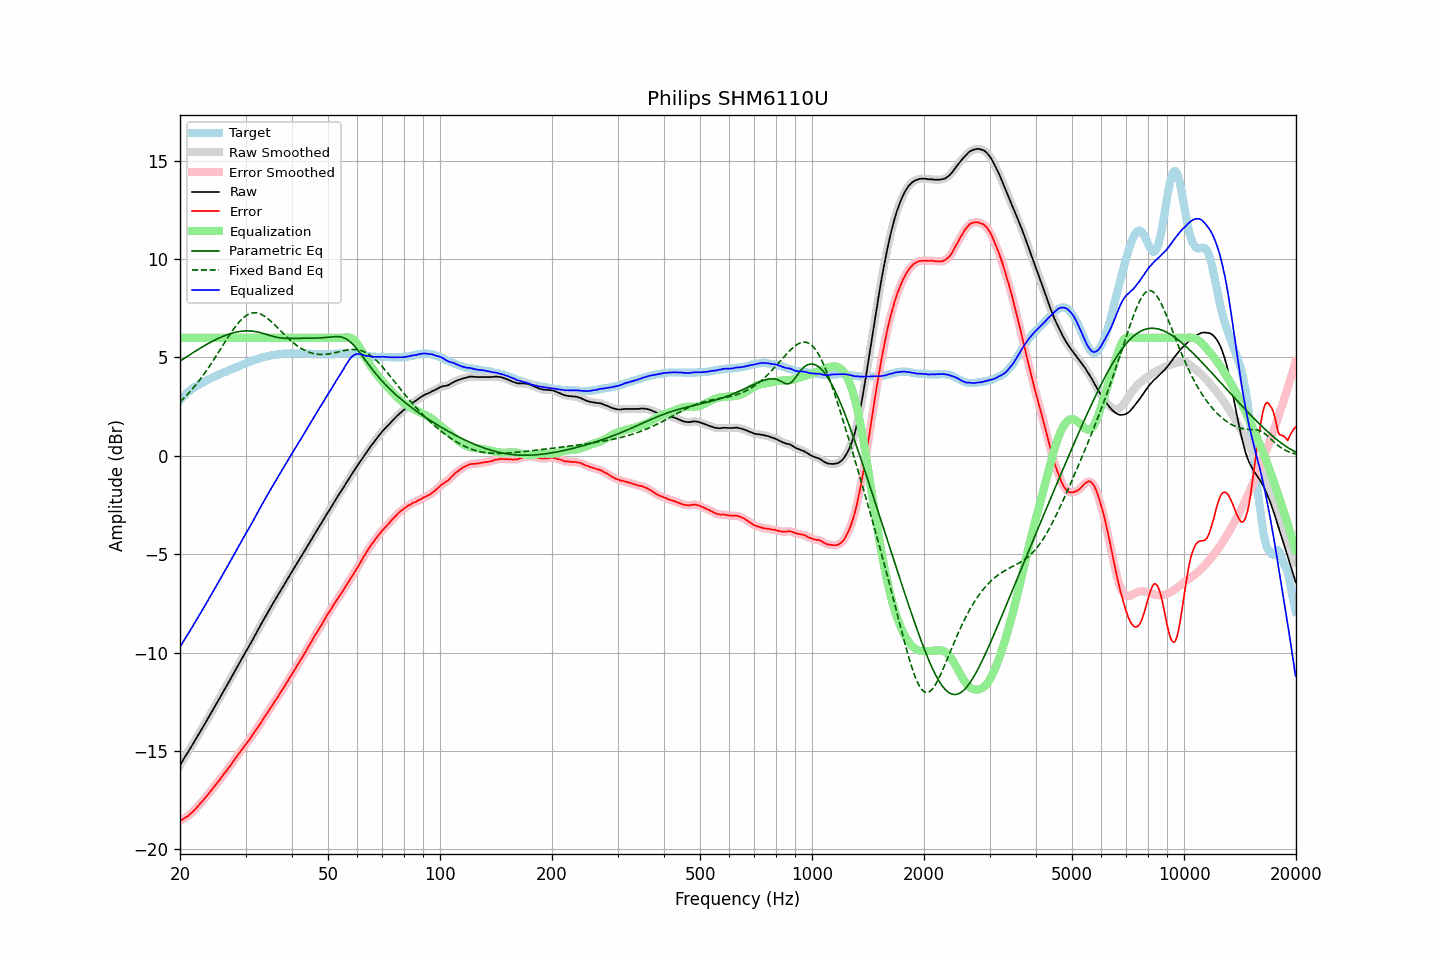 Philips SHM6110U
Target
Raw Smoothed
Error Smoothed
Raw
Error
Equalization
Parametric Eq
Fixed Band Eq
Equalized
Amplitude (dBr)
15
10
5
0
−5
−10
−15
−20
20
50
100
200
500
1000
2000
5000
10000
20000
Frequency (Hz)